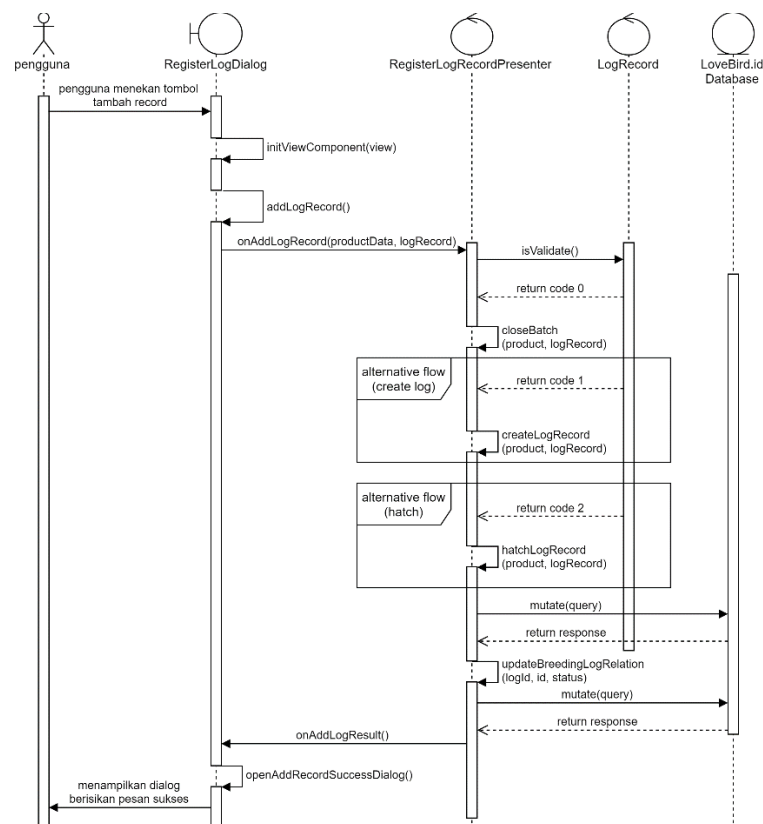 pengguna
RegisterLogDialog
RegisterLogRecordPresenter
LogRecord
LoveBird.id
Database
pengguna menekan tombol
tambah record
initViewComponent(view)
addLogRecord()
onAddLogRecord(productData, logRecord)
isValidate()
return code 0
closeBatch
(product, logRecord)
alternative flow
(create log)
return code 1
createLogRecord
(product, logRecord)
alternative flow
(hatch)
return code 2
hatchLogRecord
(product, logRecord)
mutate(query)
return response
updateBreedingLogRelation
(logId, id, status)
mutate(query)
return response
onAddLogResult()
openAddRecordSuccessDialog()
menampilkan dialog
berisikan pesan sukses